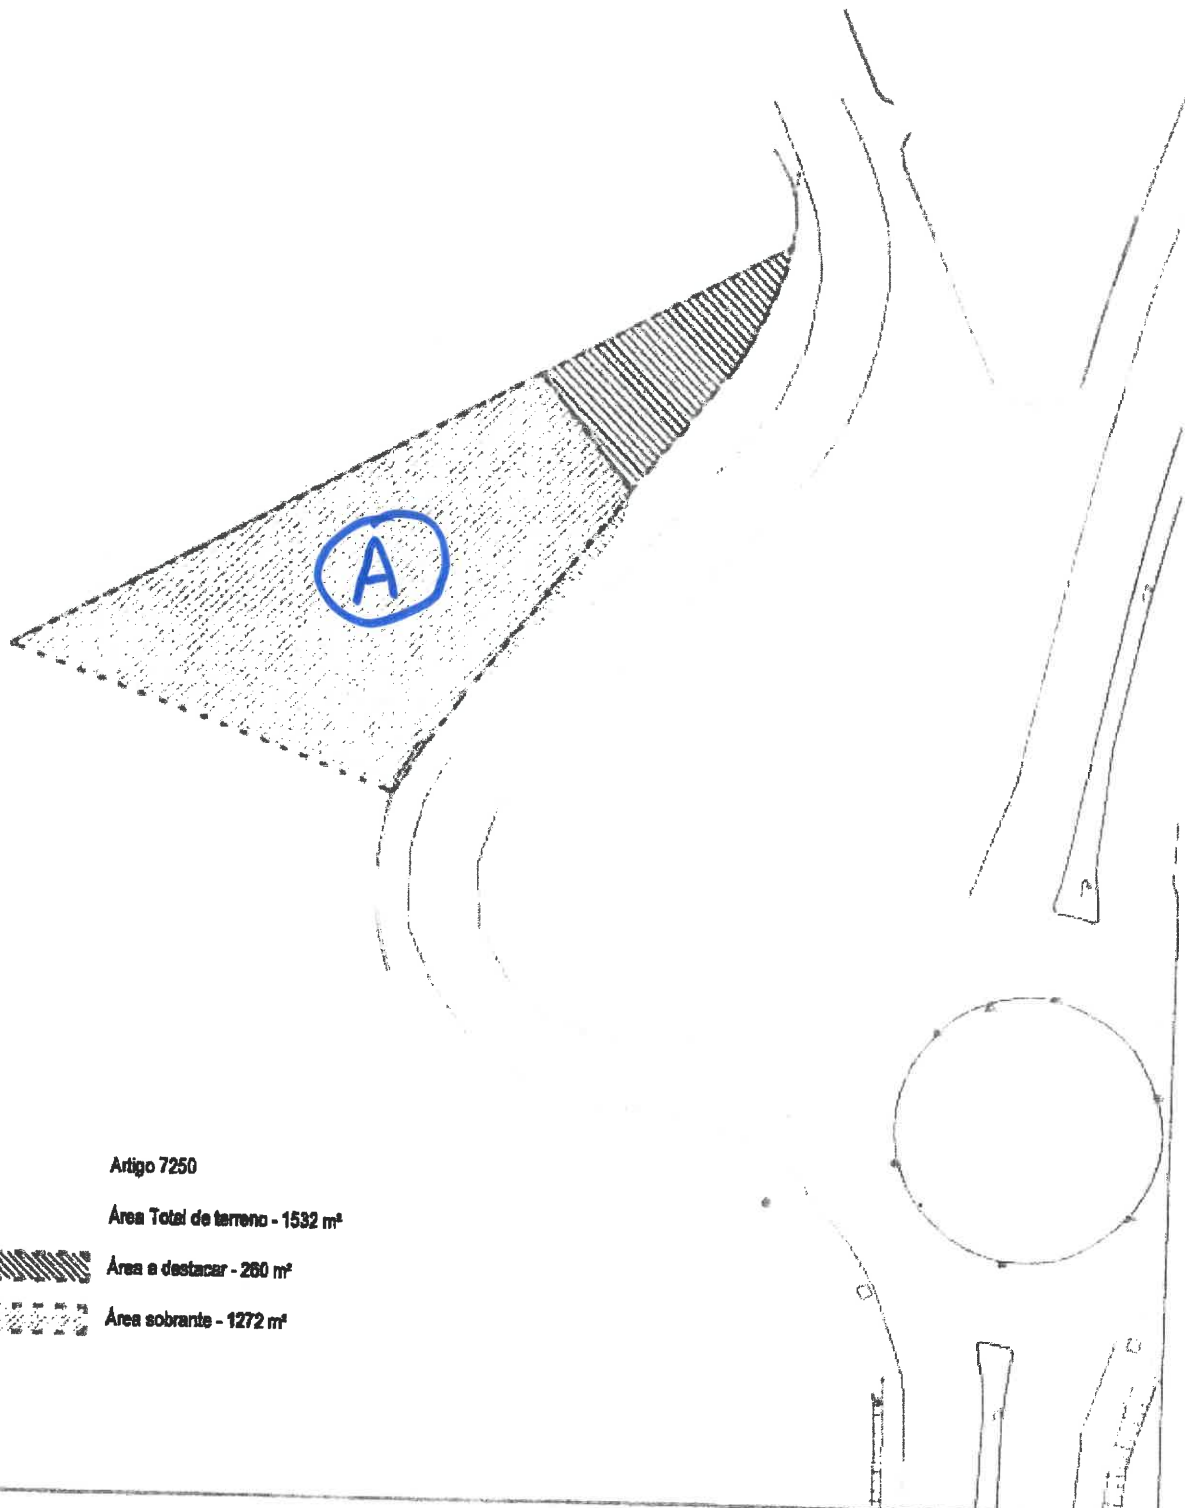 A
Artigo 7250
Área Total de terreno - 1532 m²
Área a destacar - 260 m²
Área sobrante - 1272 m²